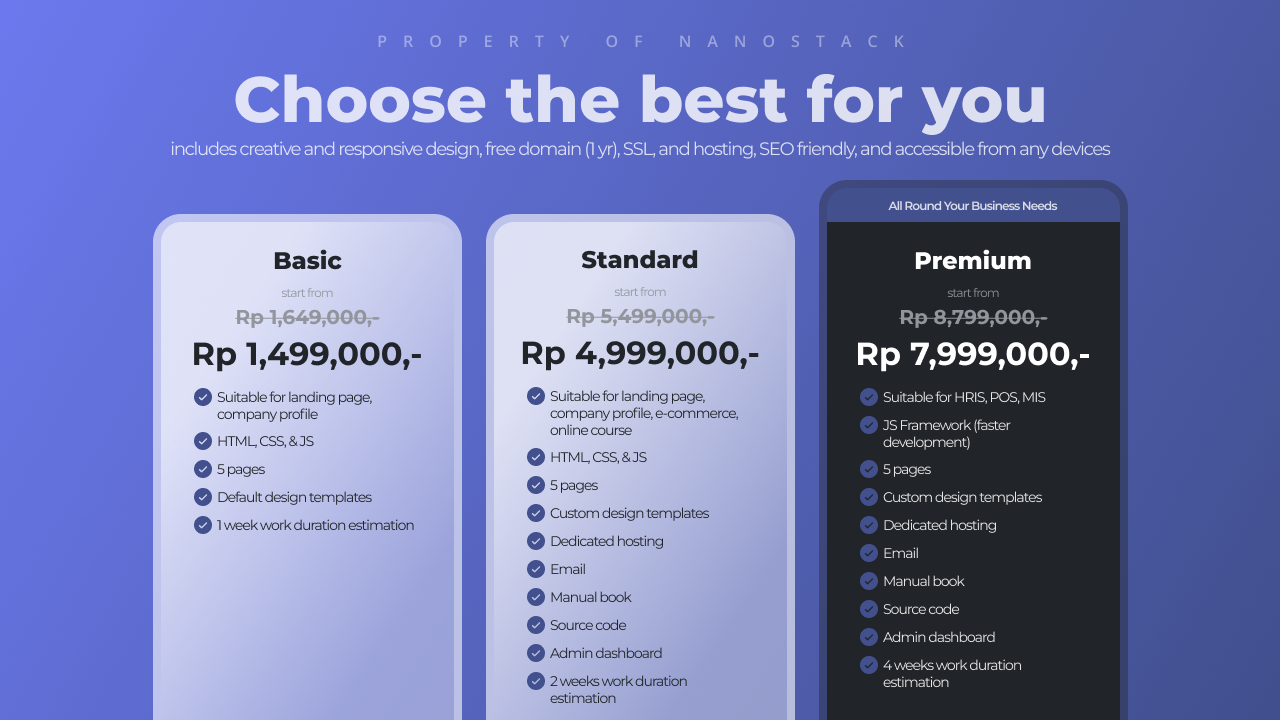 PROPERTY OF NANOSTACK
Choose the best for you
includes creative and responsive design, free domain (1 yr), SSL, and hosting, SEO friendly, and accessible from any devices
Basic
start from
Rp 1,649,000,-
Rp 1,499,000,-
Suitable for landing page,
company profile
HTML, CSS, & JS
5 pages
Default design templates
1 week work duration estimation
Standard
start from
Rp 5,499,000,-
Rp 4,999,000,-
Suitable for landing page,
company profile, e-commerce,
online course
HTML, CSS, & JS
5 pages
Custom design templates
Dedicated hosting
Email
Manual book
Source code
Admin dashboard
2 weeks work duration
estimation
All Round Your Business Needs
Premium
start from
Rp 8,799,000,-
Rp 7,999,000,-
Suitable for HRIS, POS, MIS
JS Framework (faster
development)
5 pages
Custom design templates
Dedicated hosting
Email
Manual book
Source code
Admin dashboard
4 weeks work duration
estimation